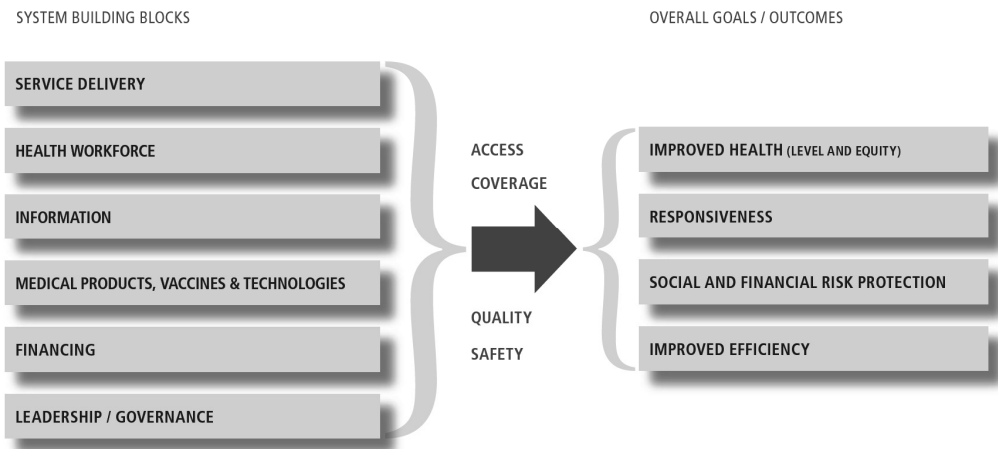 SYSTEM BUILDING BLOCKS
SERVICE DELIVERY
HEALTH WORKFORCE
INFORMATION
MEDICAL PRODUCTS, VACCINES & TECHNOLOGIES
FINANCING
LEADERSHIP / GOVERNANCE
ACCESS
COVERAGE
QUALITY
SAFETY
OVERALL GOALS / OUTCOMES
IMPROVED HEALTH (LEVEL AND EQUITY)
RESPONSIVENESS
SOCIAL AND FINANCIAL RISK PROTECTION
IMPROVED EFFICIENCY